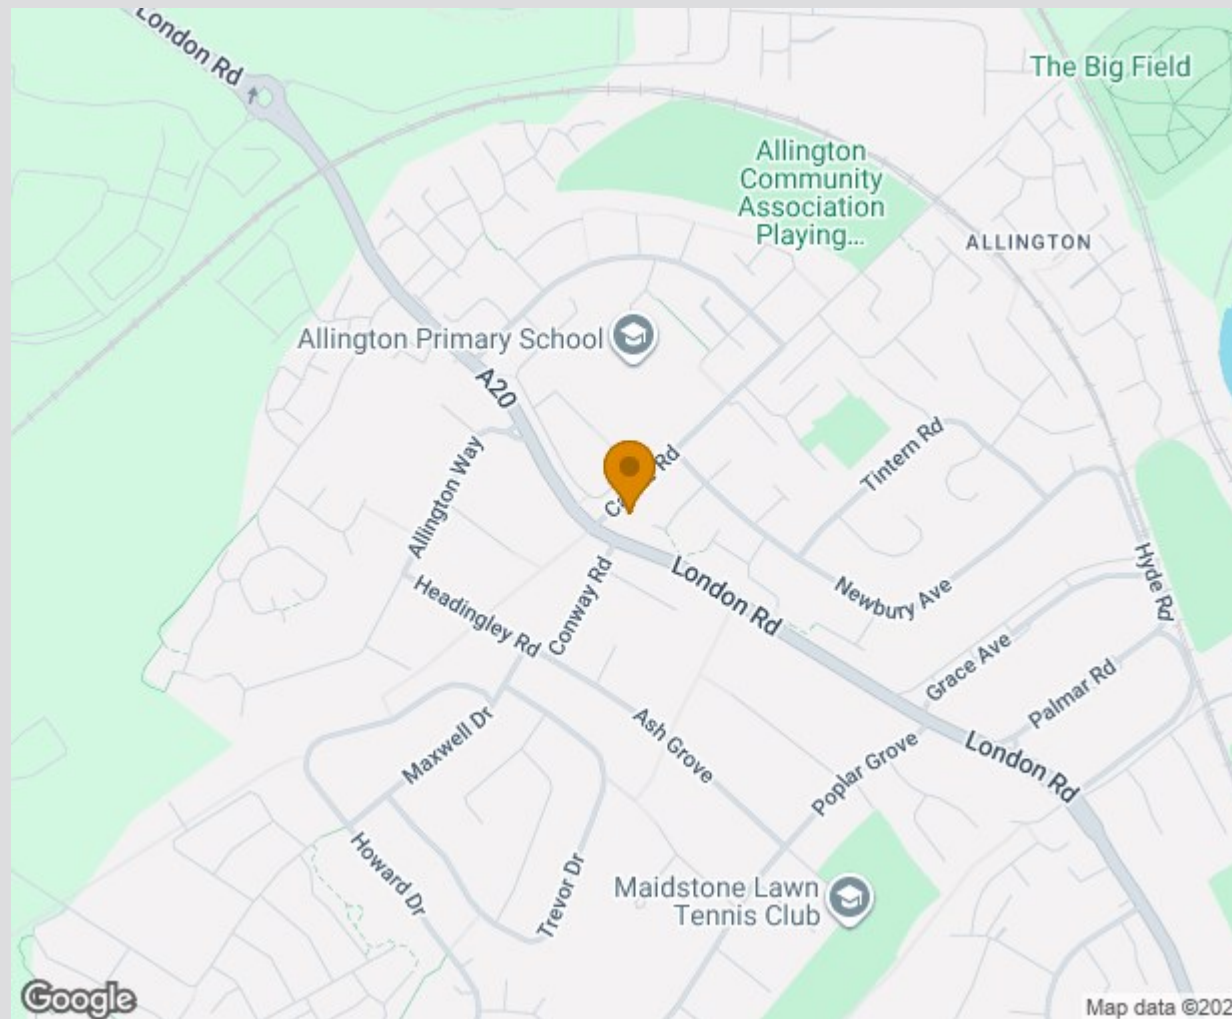 London Rd
The Big Field
Allington
Community
Association
Playing...
ALLINGTON
Allington Primary School
A20
Tintern Rd
Rd
Allington Way
Hyde Rd
London Rd
Newbury Ave
Conway Rd
Headingley Rd
Grace Ave
Palmar Rd
Ash Grove
Maxwell Dr
London Rd
Poplar Grove
Howard Dr
Trevor Dr
Maidstone Lawn
Tennis Club
Google
Map data ©202